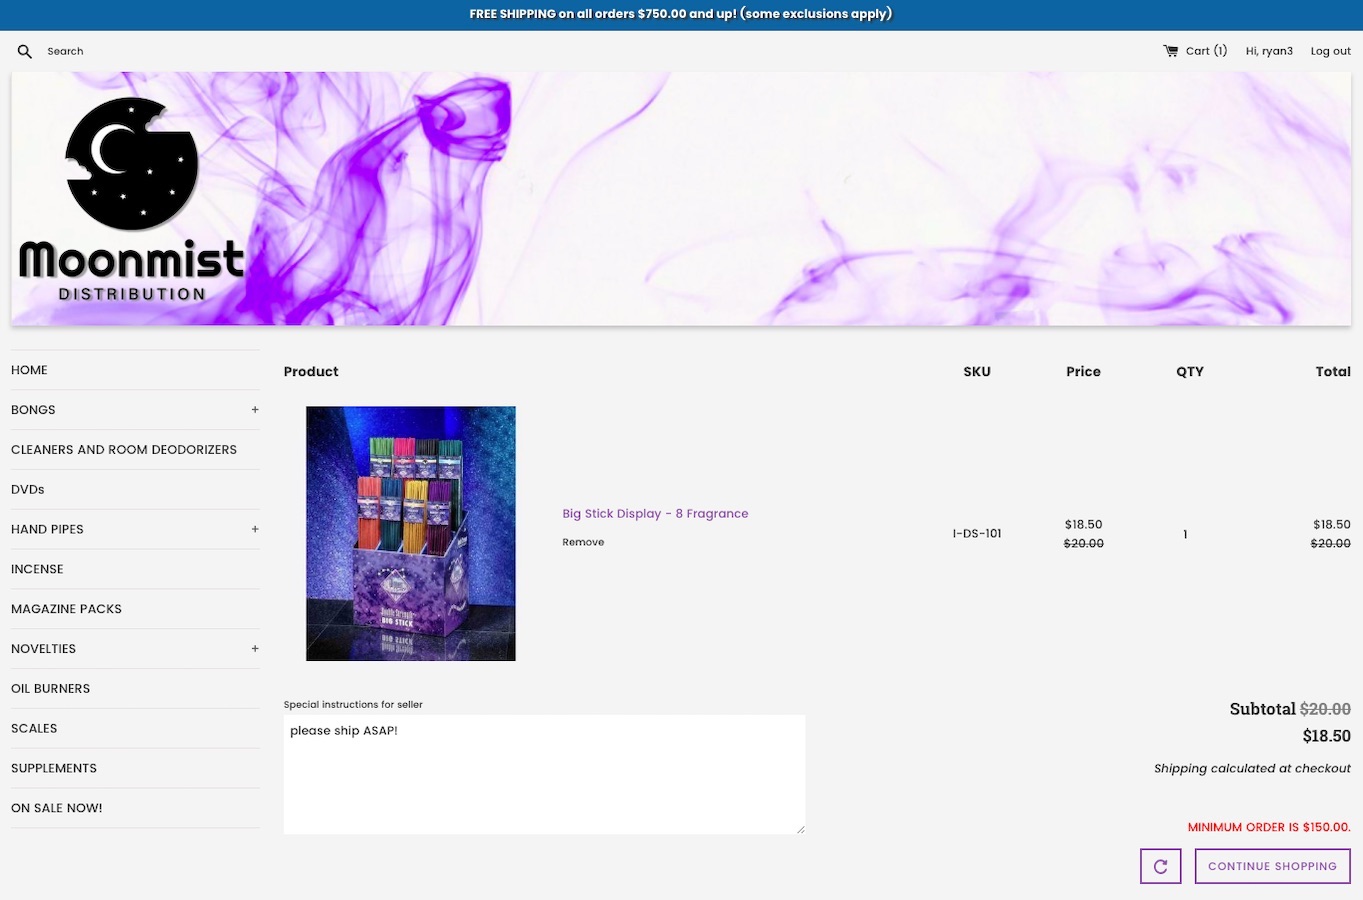 FREE SHIPPING on all orders $750.00 and up! (some exclusions apply)
Search
Cart (1)
Hi, ryan3
Log out
Moonmist
DISTRIBUTION
HOME
BONGS +
CLEANERS AND ROOM DEODORIZERS
DVDs
HAND PIPES +
INCENSE
MAGAZINE PACKS
NOVELTIES +
OIL BURNERS
SCALES
SUPPLEMENTS
ON SALE NOW!
Product SKU Price QTY Total
BIG STICK
Big Stick Display - 8 Fragrance
Remove
I-DS-101
$18.50
$20.00
1
$18.50
$20.00
Special instructions for seller
please ship ASAP!
Subtotal $20.00
$18.50
Shipping calculated at checkout
MINIMUM ORDER IS $150.00.
CONTINUE SHOPPING